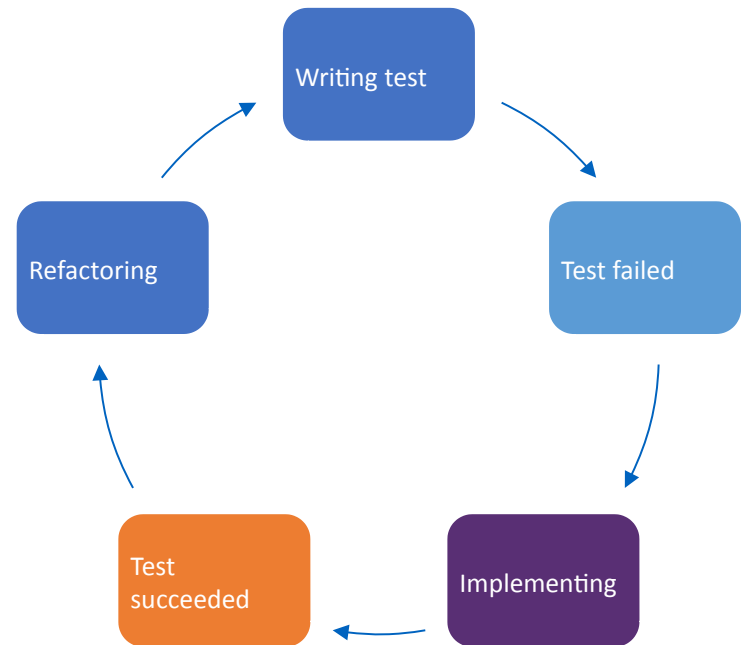 Writing test
Refactoring
Test failed
Test
succeeded
Implementing